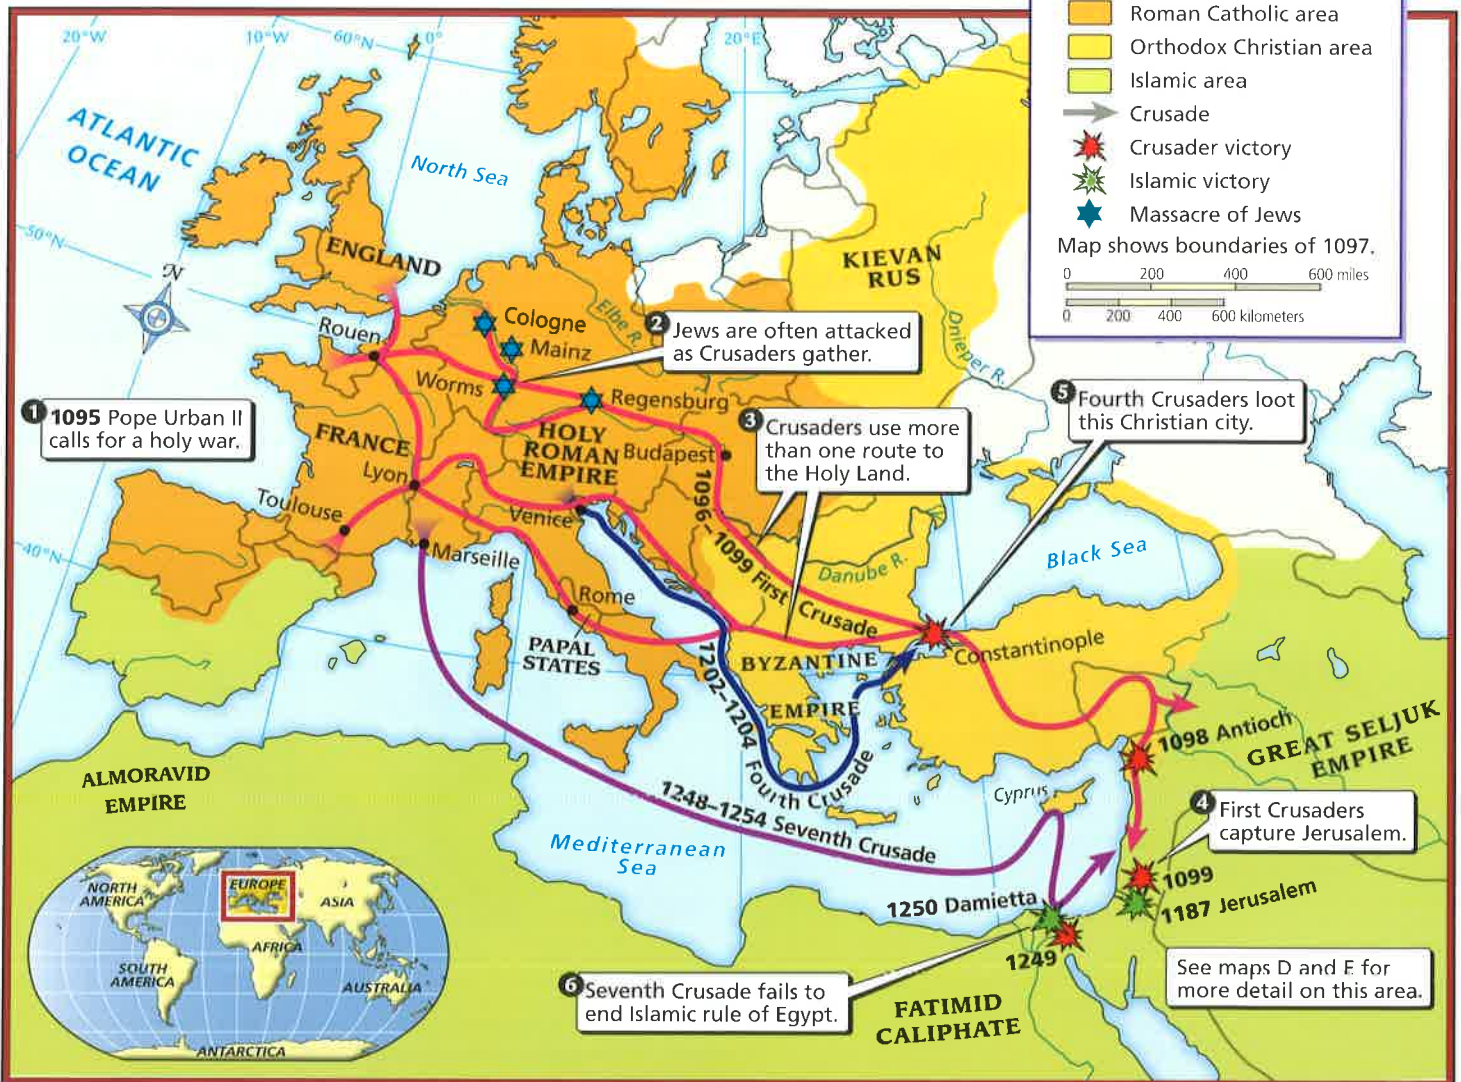 Roman Catholic area
Orthodox Christian area
Islamic area
Crusade
Crusader victory
Islamic victory
Massacre of Jews
Map shows boundaries of 1097.
0 200 400 600 miles
0 200 400 600 kilometers
20°W
10°W
60°N
0°
20°E
50°N
40°N
ATLANTIC
OCEAN
North Sea
N
ENGLAND
KIEVAN
RUS
Elbe R.
Dnieper R.
Rouen
Cologne
Mainz
Worms
Regensburg
2 Jews are often attacked
as Crusaders gather.
5 Fourth Crusaders loot
this Christian city.
1 1095 Pope Urban II
calls for a holy war.
3 Crusaders use more
than one route to
the Holy Land.
FRANCE
HOLY
ROMAN
EMPIRE
Budapest
Lyon
Toulouse
Venice
Marseille
1096–1099 First Crusade
Danube R.
Black Sea
Rome
PAPAL
STATES
BYZANTINE
EMPIRE
Constantinople
1202–1204 Fourth Crusade
1248–1254 Seventh Crusade
1098 Antioch
GREAT SELJUK
EMPIRE
Cyprus
ALMORAVID
EMPIRE
Mediterranean
Sea
4 First Crusaders
capture Jerusalem.
1099
1187 Jerusalem
1250 Damietta
1249
6 Seventh Crusade fails to
end Islamic rule of Egypt.
FATIMID
CALIPHATE
See maps D and E for
more detail on this area.
NORTH
AMERICA
EUROPE
ASIA
AFRICA
SOUTH
AMERICA
AUSTRALIA
ANTARCTICA